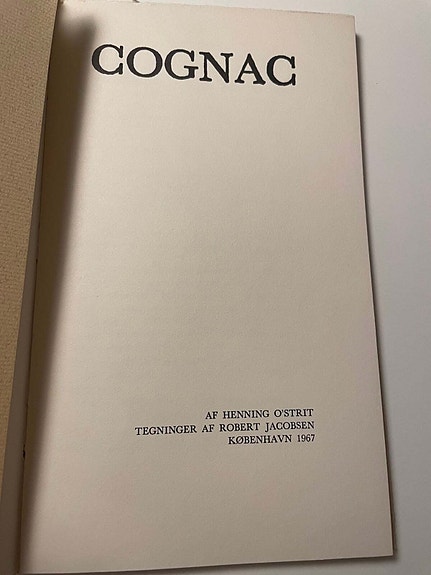 COGNAC
AF HENNING O'STRIT
TEGNINGER AF ROBERT JACOBSEN
KØBENHAVN 1967